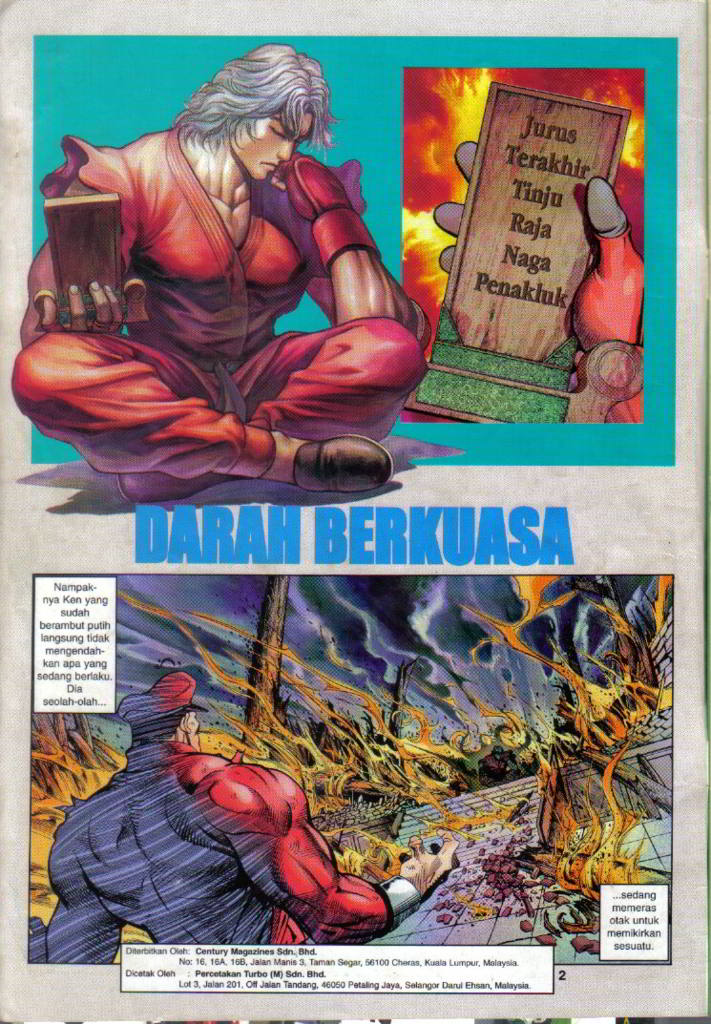 Jurus
Terakhir
Tinju
Raja
Naga
Penakluk
DARAH BERKUASA
Nampak-
nya Ken yang
sudah
berambut putih
langsung tidak
mengendah-
kan apa yang
sedang berlaku.
Dia
seolah-olah...
...sedang
memeras
otak untuk
memikirkan
sesuatu.
Diterbitkan Oleh: Century Magazines Sdn. Bhd.
No: 16, 16A, 16B, Jalan Manis 3, Taman Segar, 56100 Cheras, Kuala Lumpur, Malaysia.
Dicetak Oleh : Percetakan Turbo (M) Sdn. Bhd.
Lot 3, Jalan 201, Off Jalan Tandang, 46050 Petaling Jaya, Selangor Darul Ehsan, Malaysia.
2